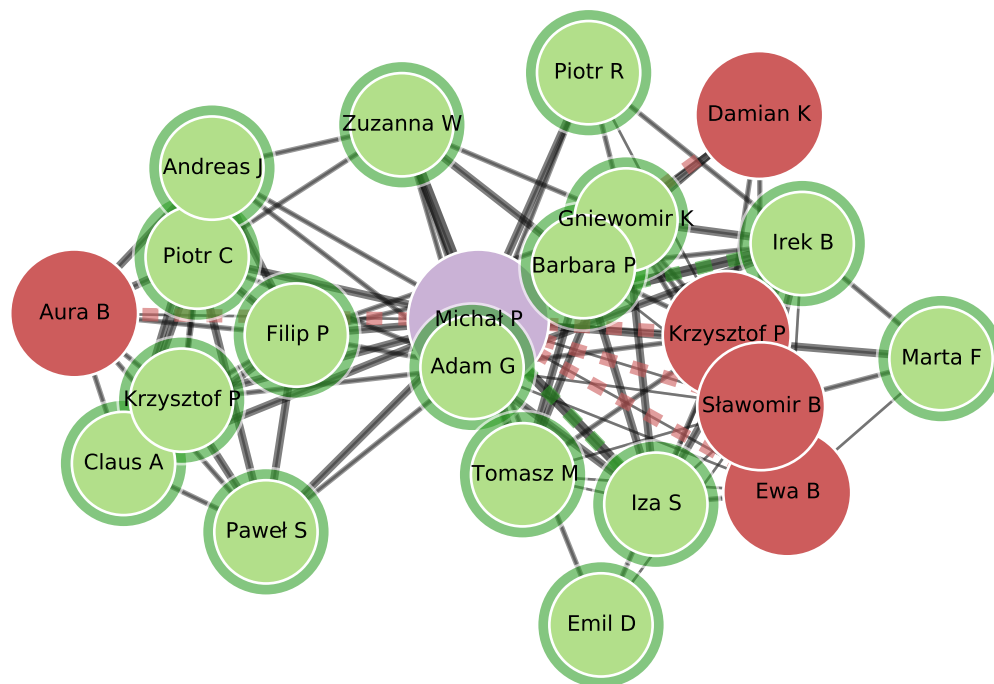 Piotr R
Damian K
Zuzanna W
Andreas J
Gniewomir K
Irek B
Piotr C
Barbara P
Aura B
Michał P
Filip P
Krzysztof P
Marta F
Adam G
Krzysztof P
Sławomir B
Claus A
Tomasz M
Ewa B
Iza S
Paweł S
Emil D